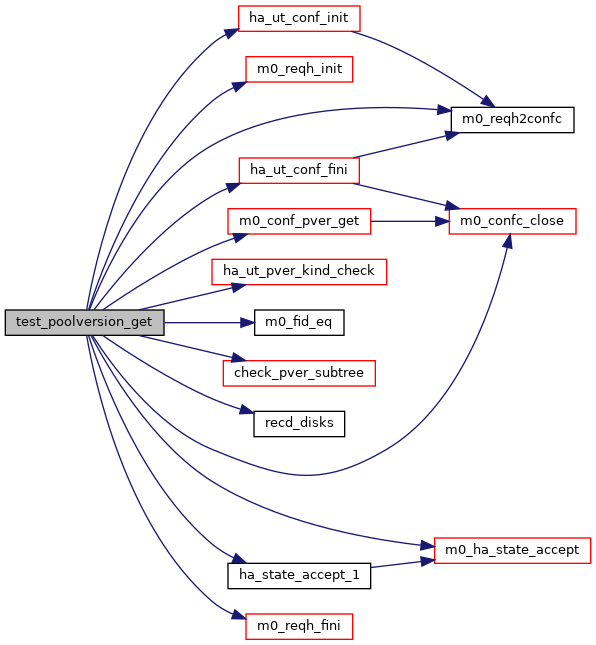 ha_ut_conf_init
m0_reqh_init
m0_reqh2confc
ha_ut_conf_fini
m0_conf_pver_get
m0_confc_close
ha_ut_pver_kind_check
test_poolversion_get
m0_fid_eq
check_pver_subtree
recd_disks
m0_ha_state_accept
ha_state_accept_1
m0_reqh_fini